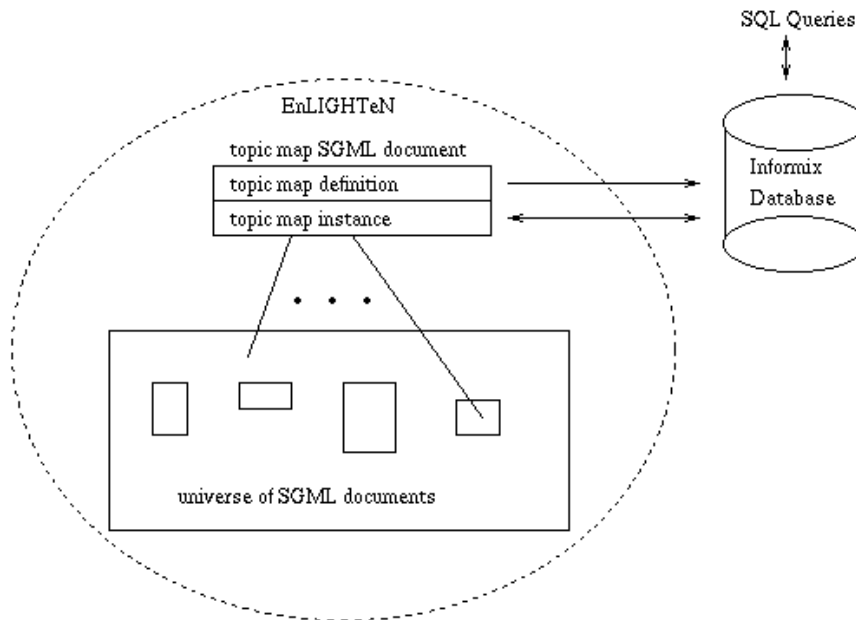 SQL Queries
EnLIGHTeN
topic map SGML document
topic map definition
topic map instance
Informix
Database
universe of SGML documents